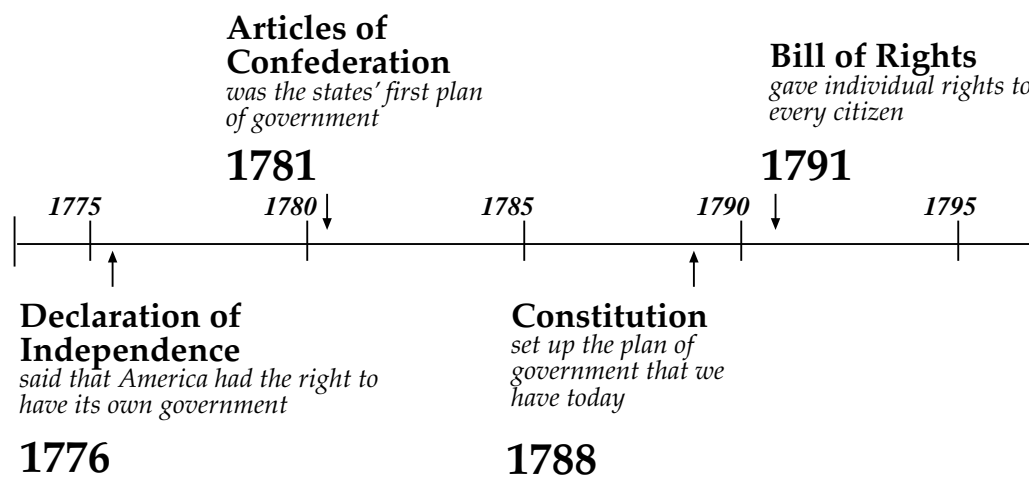 Articles of
Confederation
was the states' first plan
of government
1781
Bill of Rights
gave individual rights to
every citizen
1791
1775
1780
1785
1790
1795
Declaration of
Independence
said that America had the right to
have its own government
1776
Constitution
set up the plan of
government that we
have today
1788